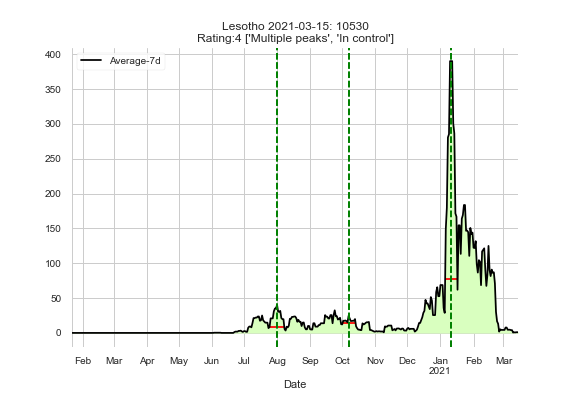 Lesotho 2021-03-15: 10530
Rating:4 ['Multiple peaks', 'In control']
Average-7d
400
350
300
250
200
150
100
50
0
Feb Mar Apr May Jun Jul Aug Sep Oct Nov Dec Jan Feb Mar
2021
Date